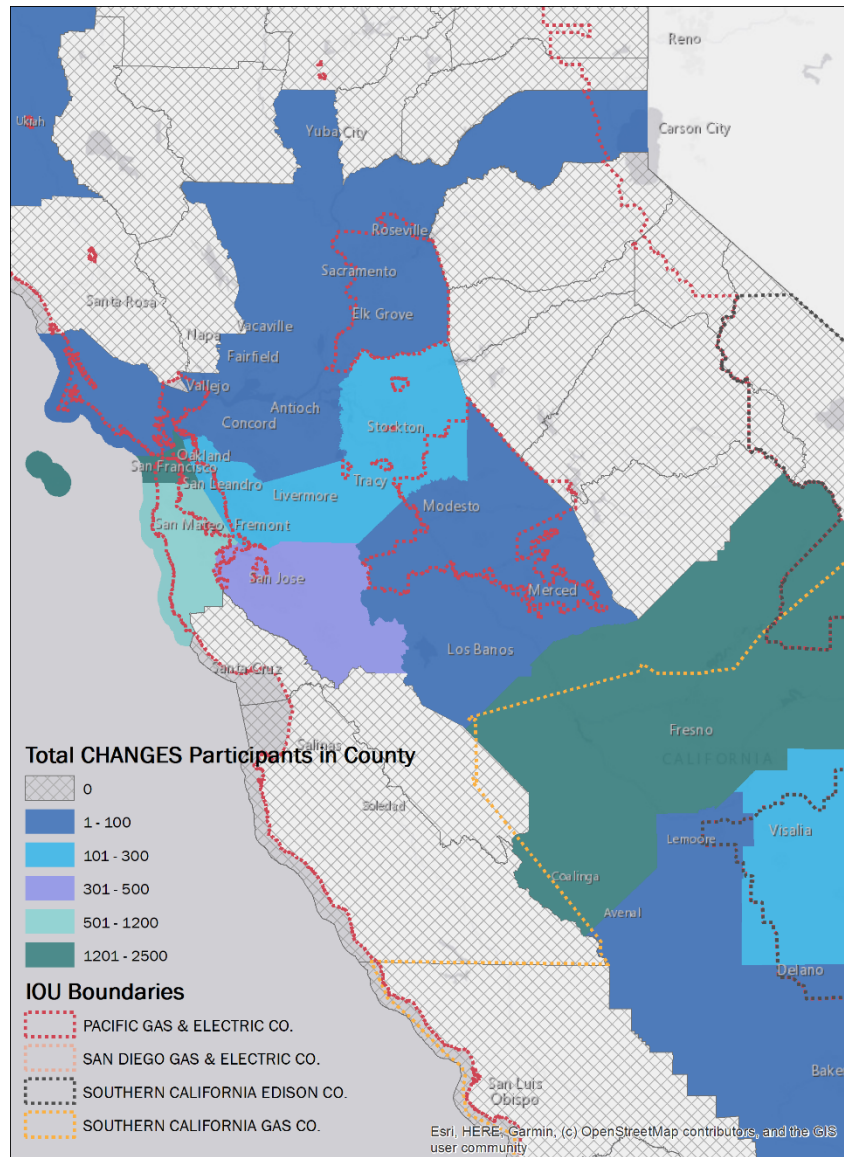 Reno
Ukiah
Yuba City
Carson City
Roseville
Sacramento
Santa Rosa
Elk Grove
Napa
Vacaville
Fairfield
Vallejo
Antioch
Concord
Stockton
Oakland
San Francisco
San Leandro
Livermore
Tracy
Modesto
San Mateo
Fremont
San Jose
Merced
Los Banos
Santa Cruz
Salinas
Fresno
CALIFORNIA
Soledad
Visalia
Lemoore
Coalinga
Avenal
Delano
Bake
San Luis
Obispo
Total CHANGES Participants in County
0
1 - 100
101 - 300
301 - 500
501 - 1200
1201 - 2500
IOU Boundaries
PACIFIC GAS & ELECTRIC CO.
SAN DIEGO GAS & ELECTRIC CO.
SOUTHERN CALIFORNIA EDISON CO.
SOUTHERN CALIFORNIA GAS CO.
Esri, HERE, Garmin, (c) OpenStreetMap contributors, and the GIS
user community